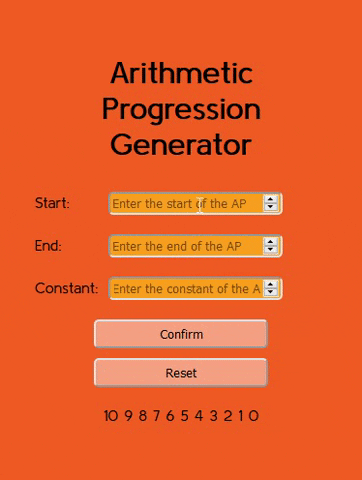 Arithmetic
Progression
Generator
Start: Enter the start of the AP
End: Enter the end of the AP
Constant: Enter the constant of the A
Confirm
Reset
10 9 8 7 6 5 4 3 2 1 0